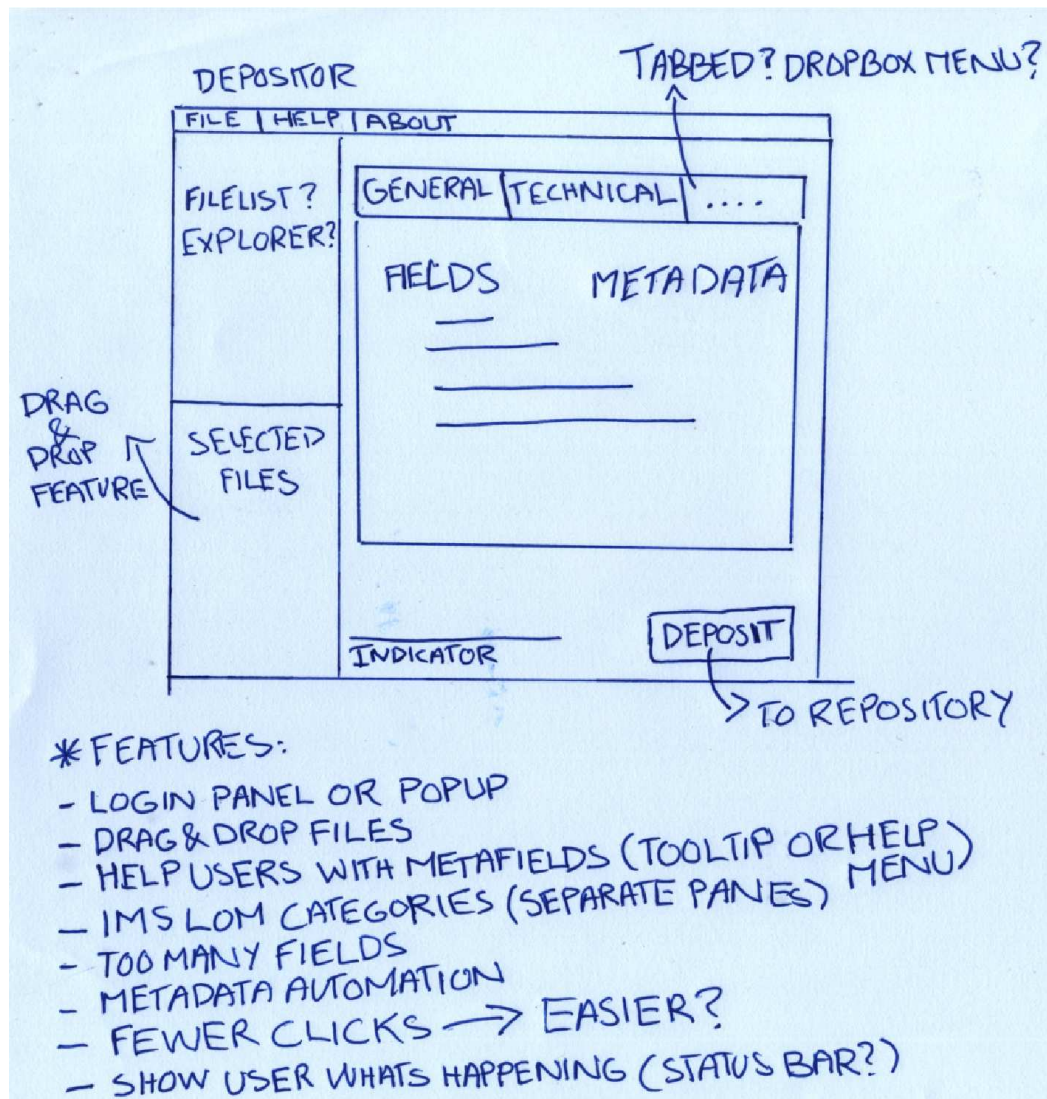 DEPOSITOR
TABBED? DROPBOX MENU?
FILE | HELP | ABOUT
FILELIST?
EXPLORER?
GENERAL | TECHNICAL | ....
FIELDS
METADATA
DRAG
&
DROP
FEATURE
SELECTED
FILES
INDICATOR
DEPOSIT
TO REPOSITORY
* FEATURES:
- LOGIN PANEL OR POPUP
- DRAG & DROP FILES
- HELP USERS WITH METAFIELDS (TOOLTIP OR HELP
MENU)
- IMS LOM CATEGORIES (SEPARATE PANES)
- TOO MANY FIELDS
- METADATA AUTOMATION
- FEWER CLICKS → EASIER?
- SHOW USER WHATS HAPPENING (STATUS BAR?)